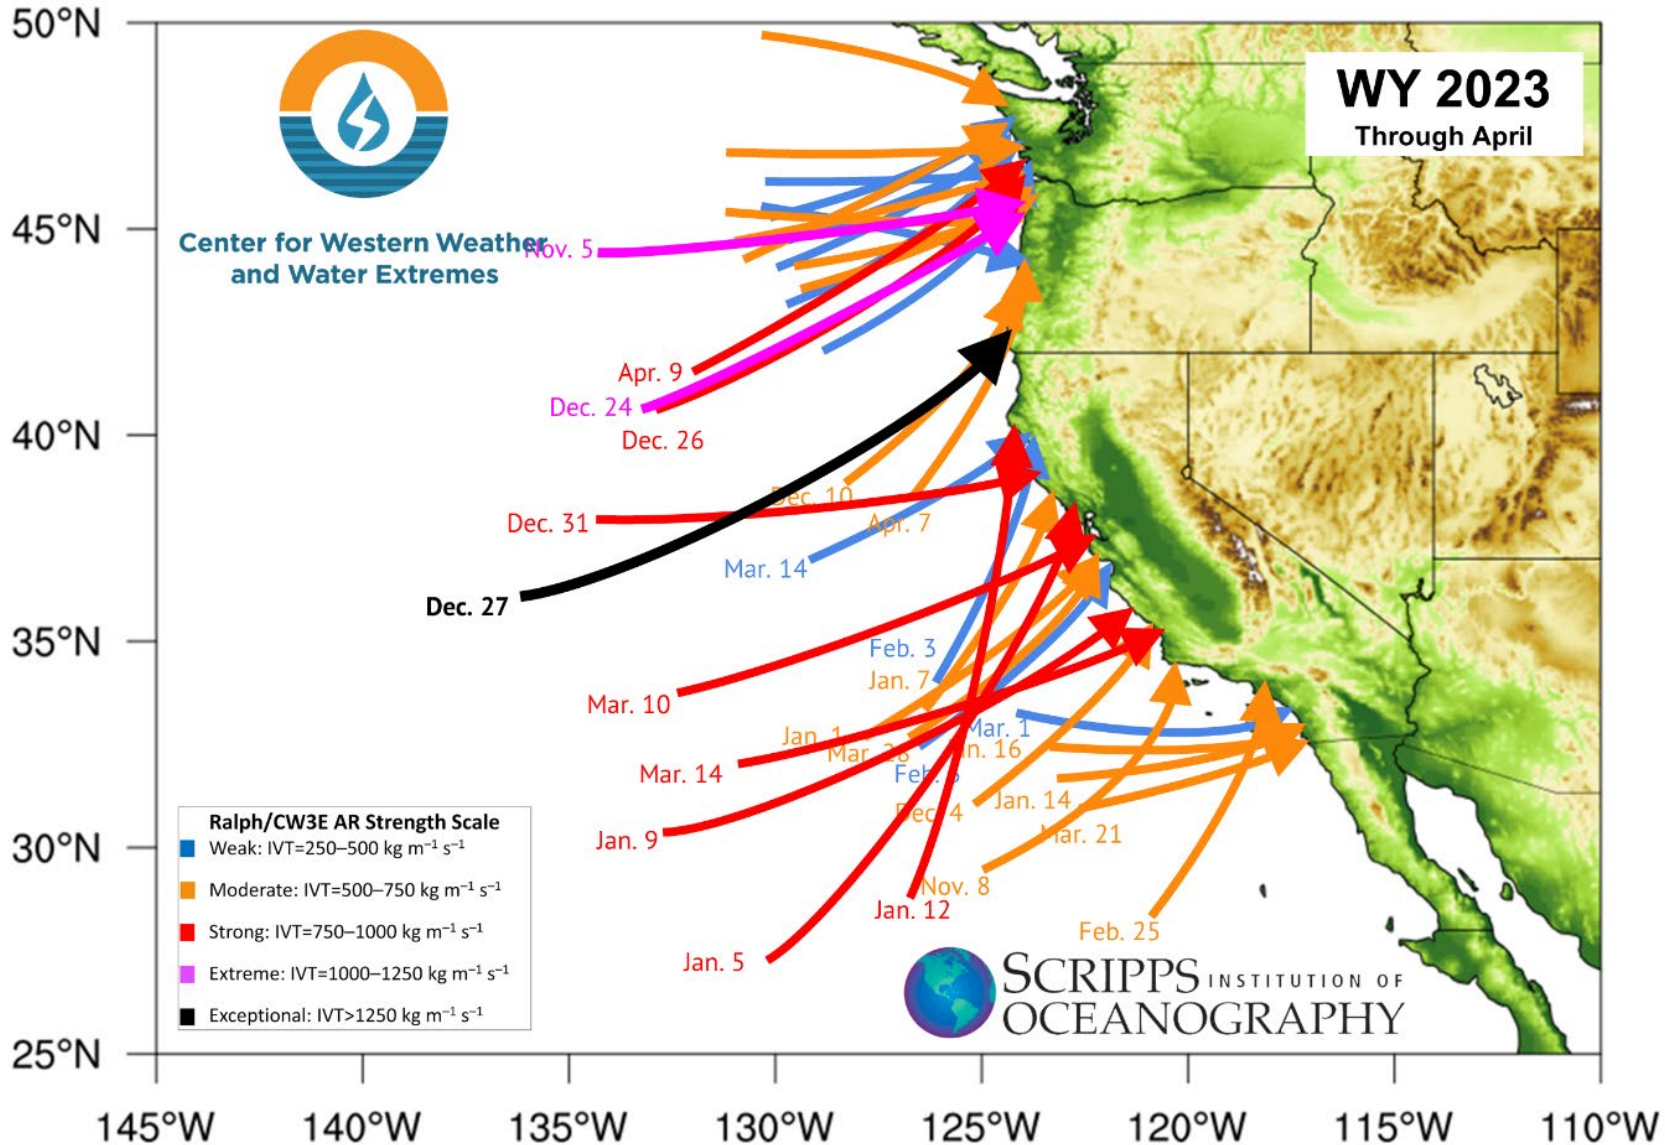 50°N
45°N
40°N
35°N
30°N
25°N
145°W
140°W
135°W
130°W
125°W
120°W
115°W
110°W
WY 2023
Through April
Center for Western Weather
and Water Extremes
Nov. 5
Apr. 9
Dec. 24
Dec. 26
Dec. 10
Dec. 31
Apr. 7
Mar. 14
Dec. 27
Feb. 3
Jan. 7
Mar. 10
Mar. 1
Jan. 1
Jan. 16
Mar. 14
Jan. 14
Dec. 4
Mar. 21
Jan. 9
Nov. 8
Jan. 12
Feb. 25
Jan. 5
Ralph/CW3E AR Strength Scale
Weak: IVT=250–500 kg m⁻¹ s⁻¹
Moderate: IVT=500–750 kg m⁻¹ s⁻¹
Strong: IVT=750–1000 kg m⁻¹ s⁻¹
Extreme: IVT=1000–1250 kg m⁻¹ s⁻¹
Exceptional: IVT>1250 kg m⁻¹ s⁻¹
SCRIPPS INSTITUTION OF
OCEANOGRAPHY